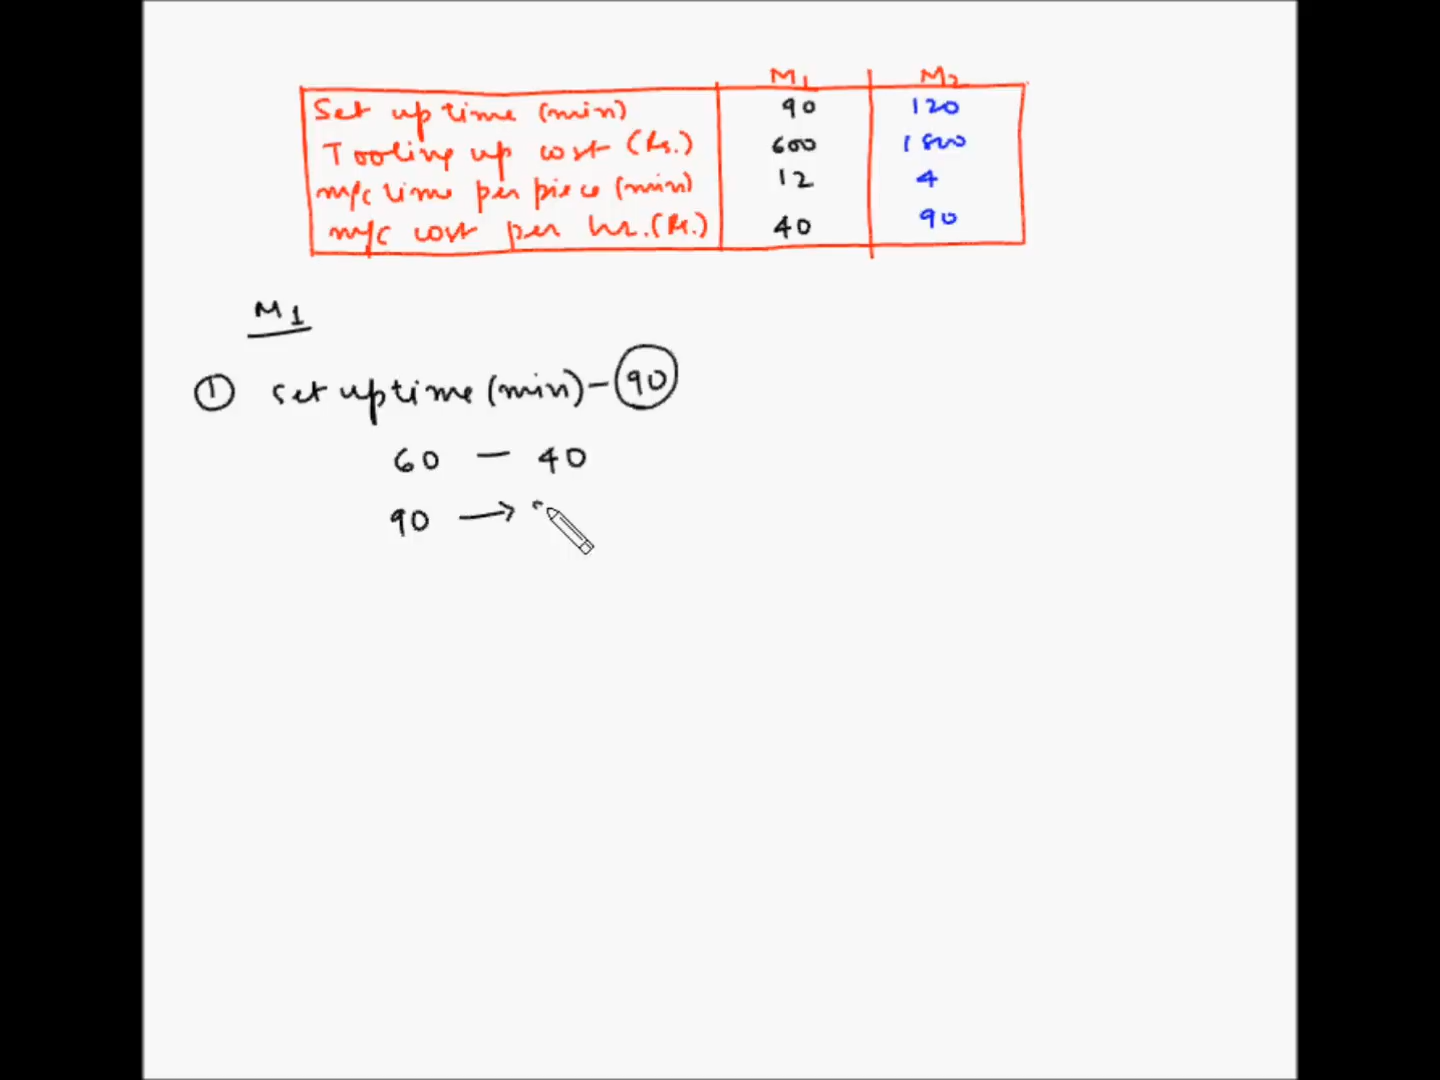 M1 M2
Set up time (min) 90 120
Tooling up cost (Rs.) 600 1800
m/c time per piece (min) 12 4
m/c cost per hr. (Rs.) 40 90
M1
① Set up time (min) - 90
60 - 40
90 →